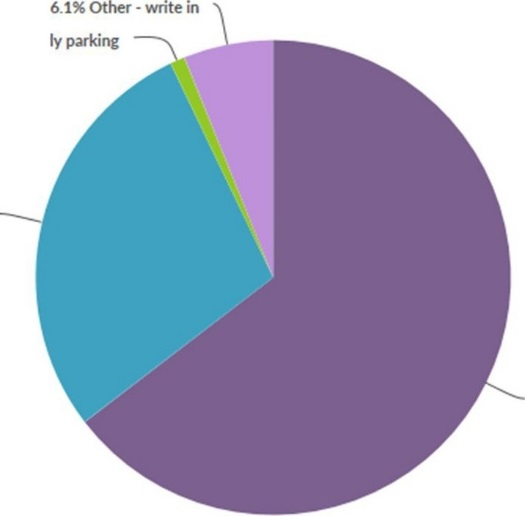 6.1% Other - write in
ly parking